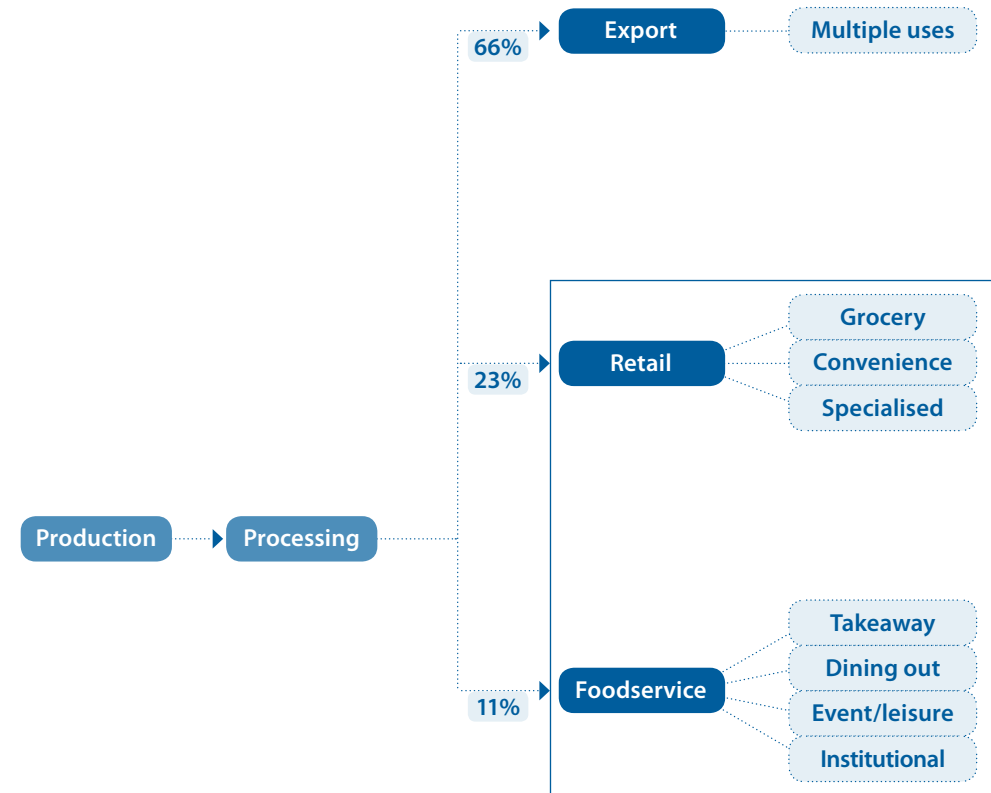 Export
Multiple uses
66%
Grocery
Retail
Convenience
23%
Specialised
Production
Processing
Takeaway
Dining out
Foodservice
11%
Event/leisure
Institutional